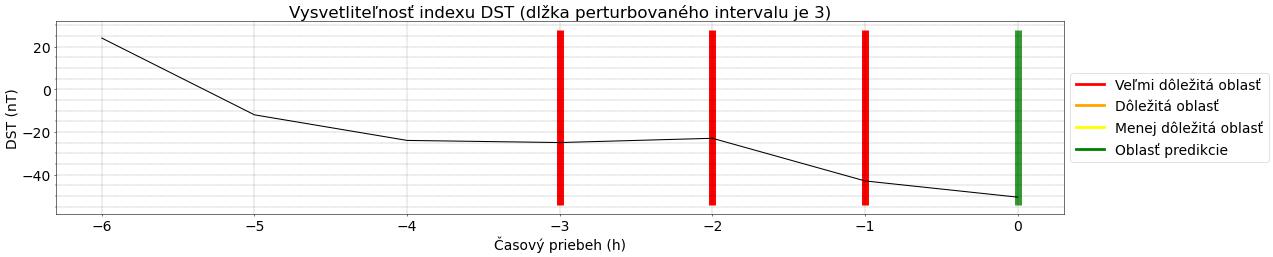 Vysvetliteľnosť indexu DST (dĺžka perturbovaného intervalu je 3)
DST (nT)
20
0
−20
−40
−6 −5 −4 −3 −2 −1 0
Časový priebeh (h)
Veľmi dôležitá oblasť
Dôležitá oblasť
Menej dôležitá oblasť
Oblasť predikcie